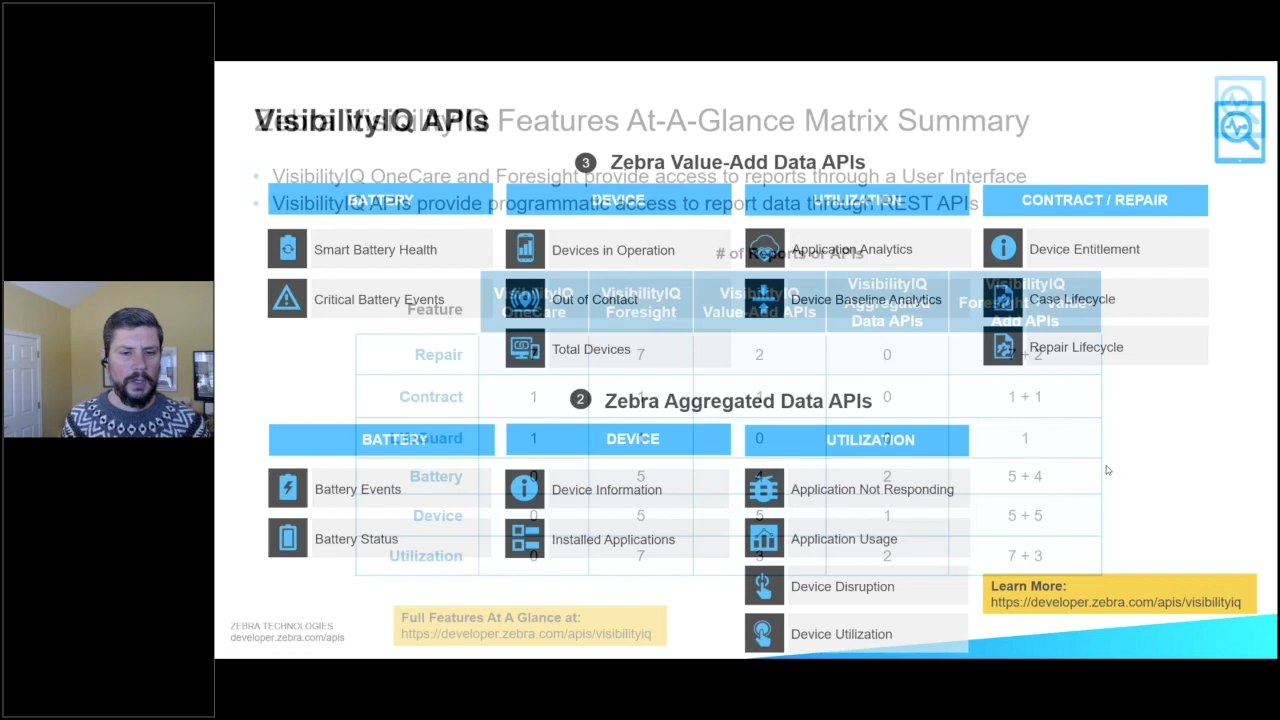 VisibilityIQ APIs
Zebra VisibilityIQ Features At-A-Glance Matrix Summary
3 Zebra Value-Add Data APIs
• VisibilityIQ OneCare and Foresight provide access to reports through a User Interface
• VisibilityIQ APIs provide programmatic access to report data through REST APIs
BATTERY DEVICE UTILIZATION CONTRACT / REPAIR
Smart Battery Health Devices in Operation Application Analytics Device Entitlement
# of Reports or APIs
Critical Battery Events Out of Contact Device Baseline Analytics Case Lifecycle
Total Devices Repair Lifecycle
Feature VisibilityIQ OneCare VisibilityIQ Foresight VisibilityIQ Value-Add APIs VisibilityIQ Aggregated Data APIs VisibilityIQ Foresight + Value-Add APIs
Repair 7 2 0 + 2
Contract 1 1 0 1 + 1
2 Zebra Aggregated Data APIs
1 0 1
BATTERY DEVICE UTILIZATION
Battery 0 5 4 2 5 + 4
Battery Events Device Information Application Not Responding
Device 0 5 5 1 5 + 5
Battery Status Installed Applications Application Usage
Utilization 0 7 3 2 7 + 3
Device Disruption
Device Utilization
Learn More:
https://developer.zebra.com/apis/visibilityiq
Full Features At A Glance at:
https://developer.zebra.com/apis/visibilityiq
ZEBRA TECHNOLOGIES
developer.zebra.com/apis